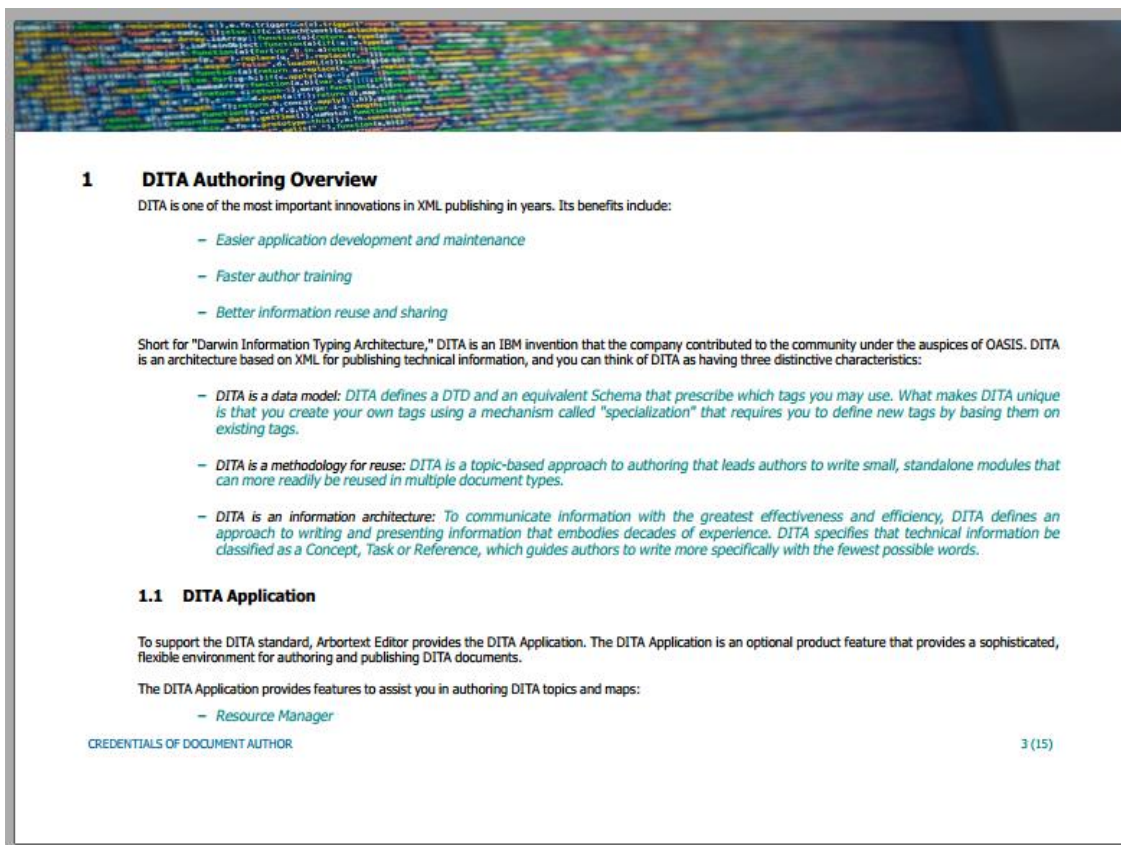 1 DITA Authoring Overview
DITA is one of the most important innovations in XML publishing in years. Its benefits include:
– Easier application development and maintenance
– Faster author training
– Better information reuse and sharing
Short for "Darwin Information Typing Architecture," DITA is an IBM invention that the company contributed to the community under the auspices of OASIS. DITA
is an architecture based on XML for publishing technical information, and you can think of DITA as having three distinctive characteristics:
– DITA is a data model: DITA defines a DTD and an equivalent Schema that prescribe which tags you may use. What makes DITA unique
is that you create your own tags using a mechanism called "specialization" that requires you to define new tags by basing them on
existing tags.
– DITA is a methodology for reuse: DITA is a topic-based approach to authoring that leads authors to write small, standalone modules that
can more readily be reused in multiple document types.
– DITA is an information architecture: To communicate information with the greatest effectiveness and efficiency, DITA defines an
approach to writing and presenting information that embodies decades of experience. DITA specifies that technical information be
classified as a Concept, Task or Reference, which guides authors to write more specifically with the fewest possible words.
1.1 DITA Application
To support the DITA standard, Arbortext Editor provides the DITA Application. The DITA Application is an optional product feature that provides a sophisticated,
flexible environment for authoring and publishing DITA documents.
The DITA Application provides features to assist you in authoring DITA topics and maps:
– Resource Manager
CREDENTIALS OF DOCUMENT AUTHOR 3 (15)